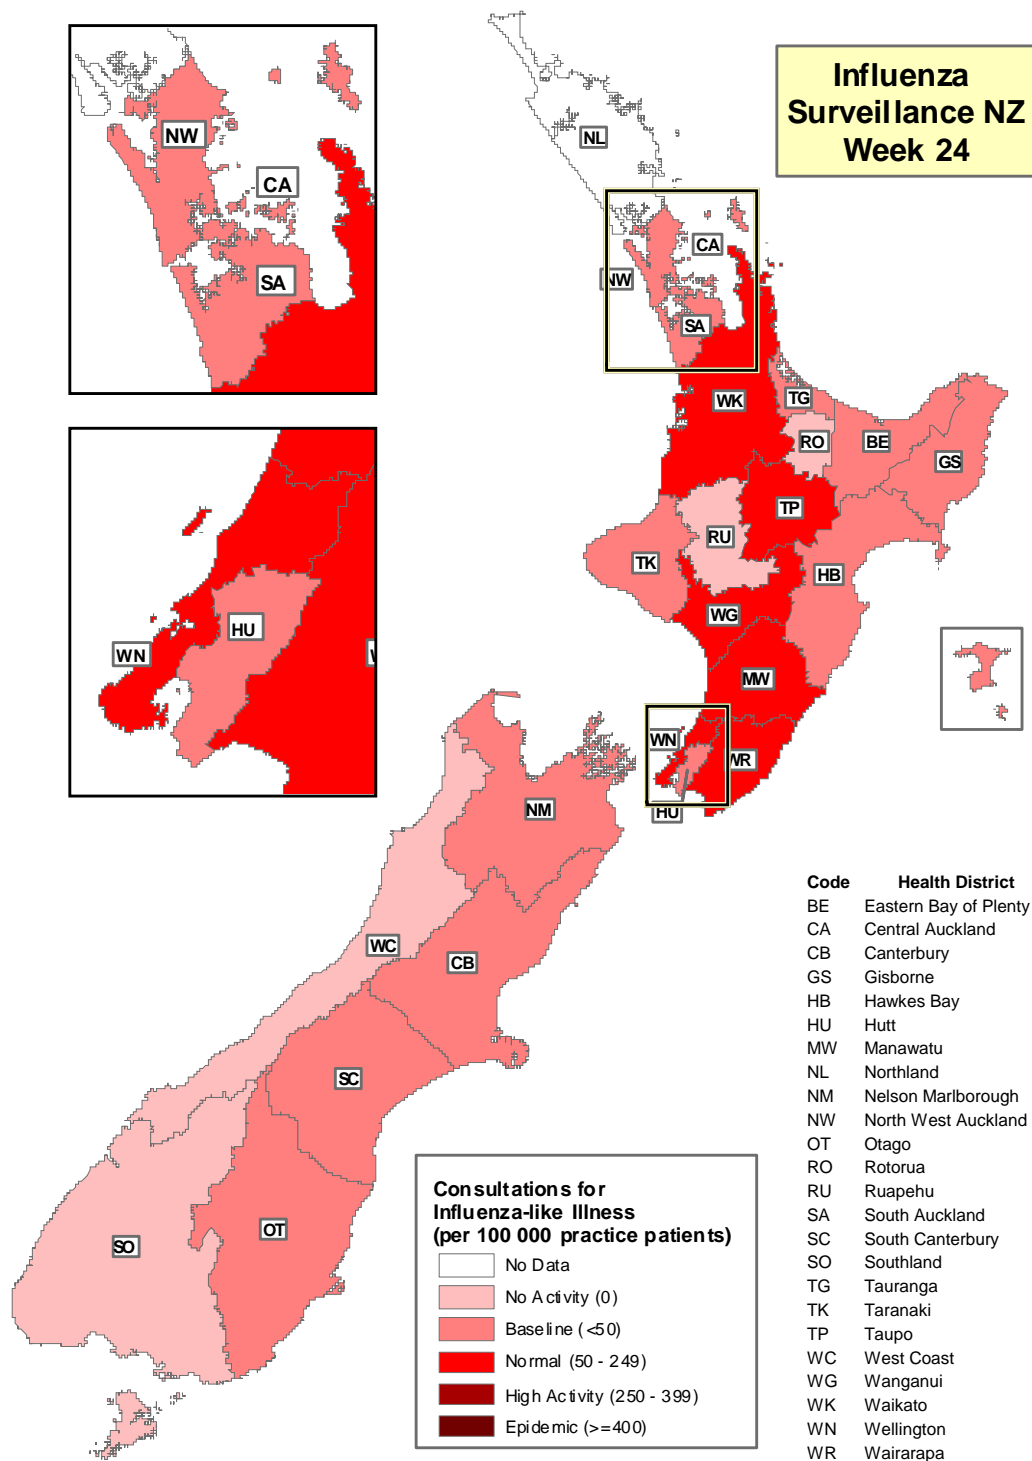 Influenza
Surveillance NZ
Week 24
NW
CA
SA
NL
CA
NW
SA
WK
TG
RO
BE
GS
TP
RU
TK
HB
WG
MW
HU
WN
WN
WR
HU
NM
WC
CB
SC
OT
SO
Code Health District
BE Eastern Bay of Plenty
CA Central Auckland
CB Canterbury
GS Gisborne
HB Hawkes Bay
HU Hutt
MW Manawatu
NL Northland
NM Nelson Marlborough
NW North West Auckland
OT Otago
RO Rotorua
RU Ruapehu
SA South Auckland
SC South Canterbury
SO Southland
TG Tauranga
TK Taranaki
TP Taupo
WC West Coast
WG Wanganui
WK Waikato
WN Wellington
WR Wairarapa
Consultations for
Influenza-like Illness
(per 100 000 practice patients)
No Data
No Activity (0)
Baseline (<50)
Normal (50 - 249)
High Activity (250 - 399)
Epidemic (>=400)